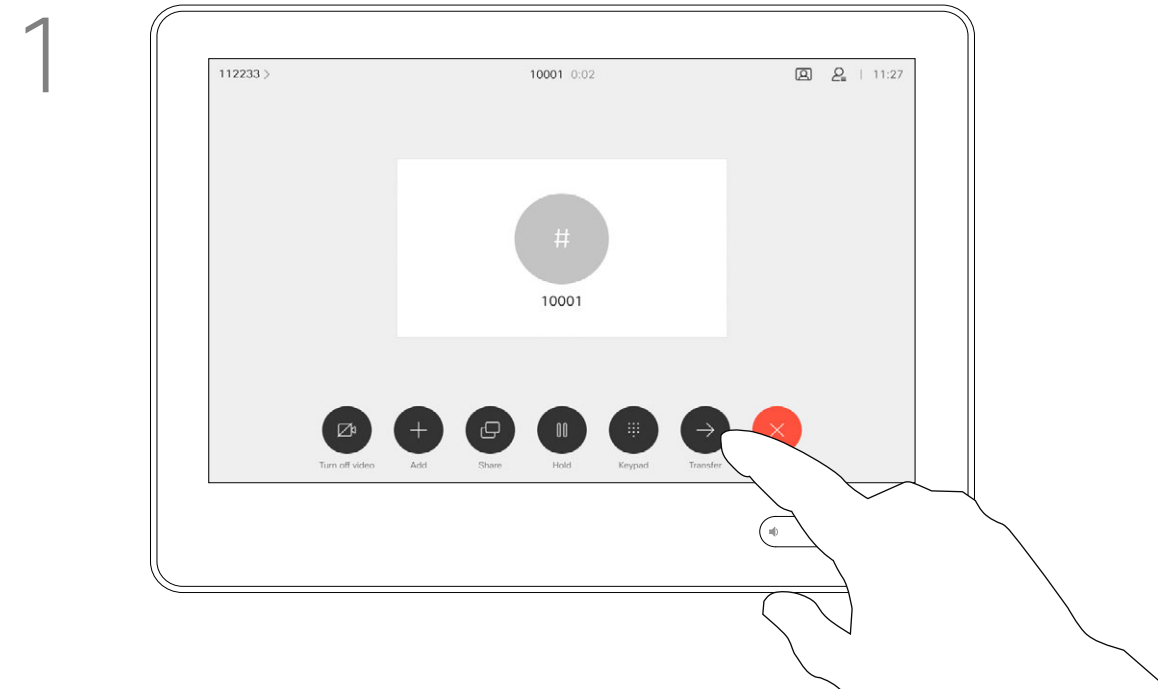 1
112233 >
10001 0:02
11:27
#
10001
Turn off video
Add
Share
Hold
Keypad
Transfer